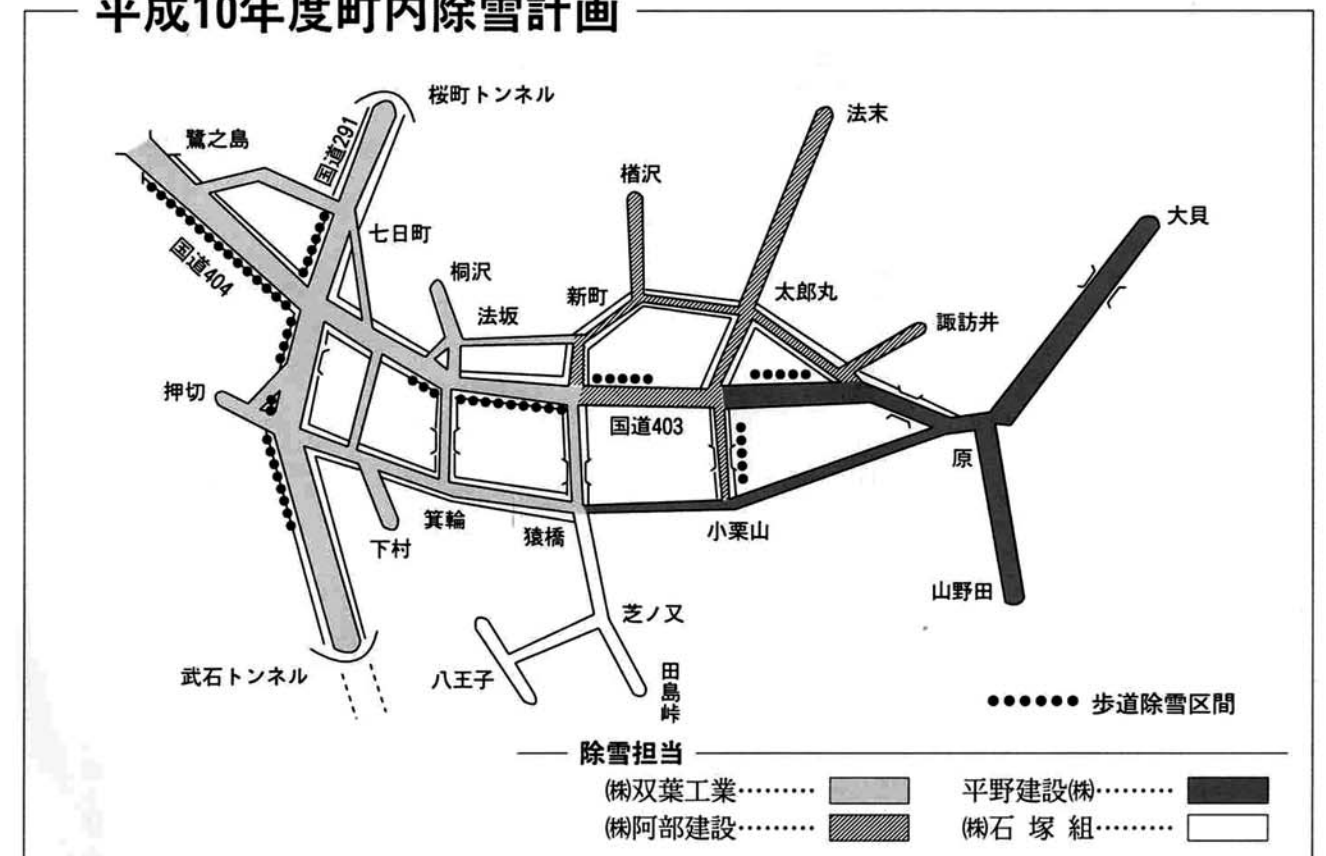 平成10年度町内除雪計画
桜町トンネル
鷺之島
国道291
法末
楢沢
大貝
七日町
国道404
桐沢
新町
太郎丸
法坂
諏訪井
押切
国道403
原
箕輪
猿橋
小栗山
下村
山野田
芝ノ又
武石トンネル
八王子
田島峠
●●●●●● 歩道除雪区間
除雪担当
㈱双葉工業………
平野建設㈱………
㈱阿部建設………
㈱石塚組………